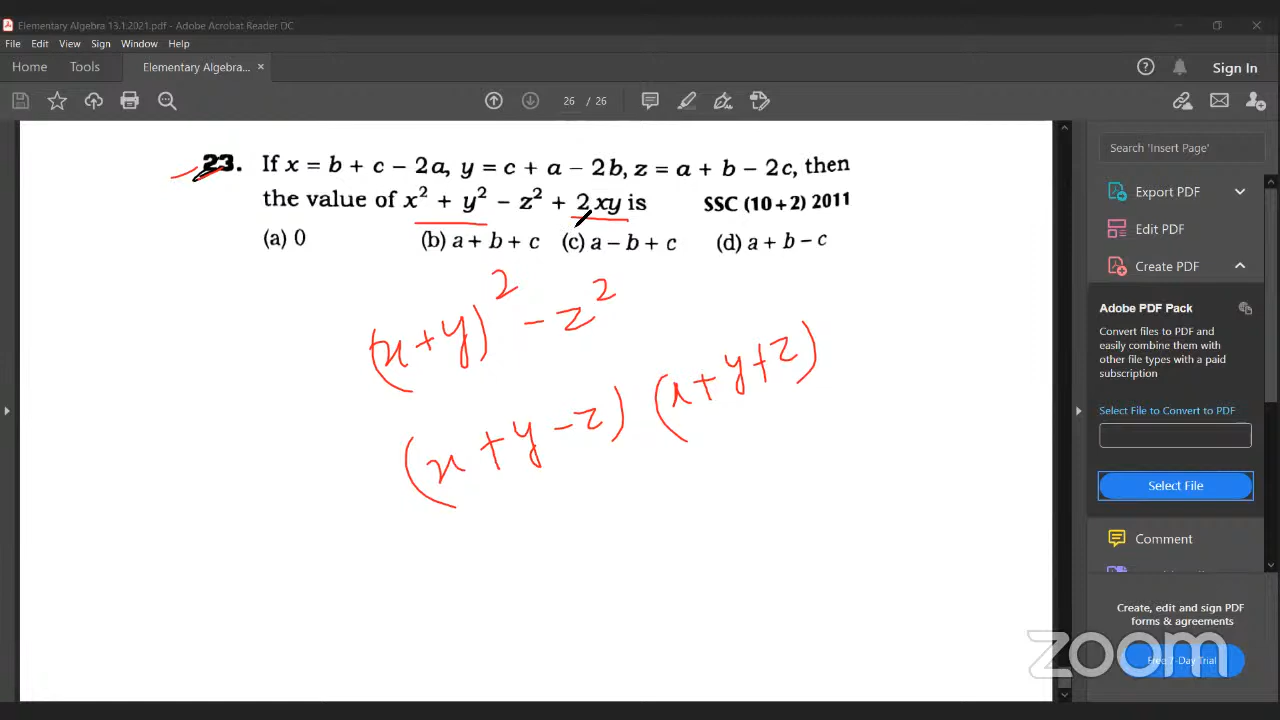 Elementary Algebra 13.1.2021.pdf - Adobe Acrobat Reader DC
File Edit View Sign Window Help
Home Tools Elementary Algebra... × Sign In
26 / 26
23. If x = b + c − 2a, y = c + a − 2b, z = a + b − 2c, then
the value of x² + y² − z² + 2xy is SSC (10+2) 2011
(a) 0 (b) a + b + c (c) a − b + c (d) a + b − c
(x+y)² − z²
(x+y−z) (x+y+z)
Search 'Insert Page'
Export PDF
Edit PDF
Create PDF
Adobe PDF Pack
Convert files to PDF and
easily combine them with
other file types with a paid
subscription
Select File to Convert to PDF
Select File
Comment
Create, edit and sign PDF
forms & agreements
Free 7-Day Trial
zoom